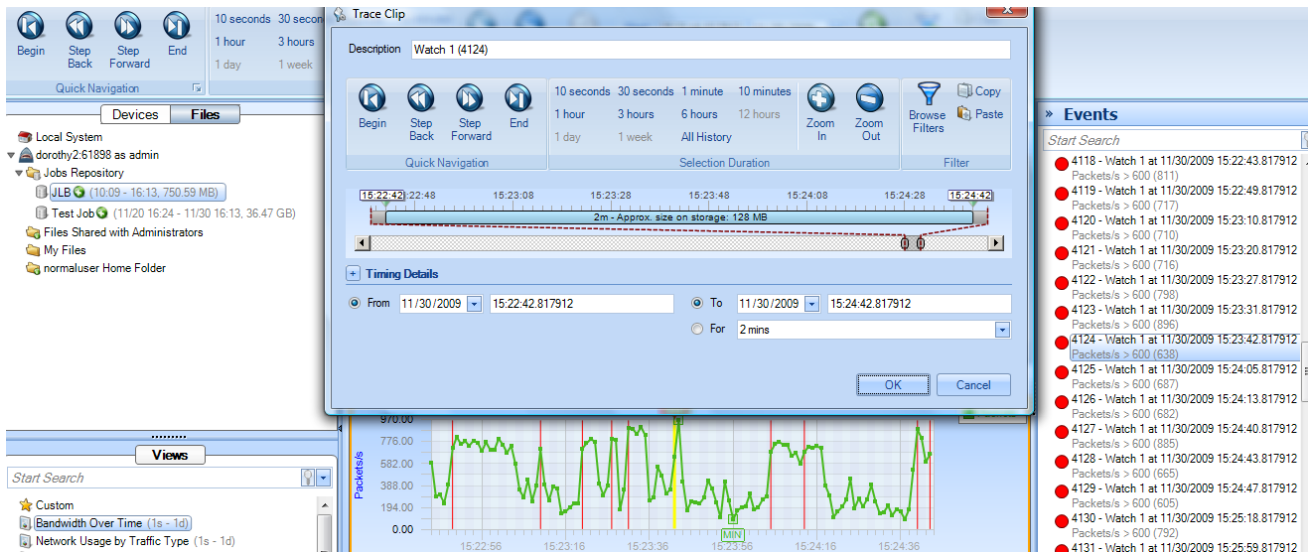 Begin
Step Back
Step Forward
End
10 seconds 30 secon
1 hour 3 hours
1 day 1 week
Quick Navigation
Devices Files
Local System
dorothy2:61898 as admin
Jobs Repository
JLB (10:09 - 16:13, 750.59 MB)
Test Job (11/20 16:24 - 11/30 16:13, 36.47 GB)
Files Shared with Administrators
My Files
normaluser Home Folder
Views
Start Search
Custom
Bandwidth Over Time (1s - 1d)
Network Usage by Traffic Type (1s - 1d)
Trace Clip
Description Watch 1 (4124)
Begin
Step Back
Step Forward
End
Quick Navigation
10 seconds 30 seconds 1 minute 10 minutes
1 hour 3 hours 6 hours 12 hours
1 day 1 week All History
Zoom In
Zoom Out
Selection Duration
Browse Filters
Copy
Paste
Filter
15:22:42 :22:48 15:23:08 15:23:28 15:23:48 15:24:08 15:24:28 15:24:42
2m - Approx. size on storage: 128 MB
Timing Details
From 11/30/2009 15:22:42.817912 To 11/30/2009 15:24:42.817912
For 2 mins
OK Cancel
970.00
776.00
582.00
388.00
194.00
0.00
Packets/s
MIN
15:22:56 15:23:16 15:23:36 15:23:56 15:24:16 15:24:36
» Events
Start Search
4118 - Watch 1 at 11/30/2009 15:22:43.817912
Packets/s > 600 (811)
4119 - Watch 1 at 11/30/2009 15:22:49.817912
Packets/s > 600 (717)
4120 - Watch 1 at 11/30/2009 15:23:10.817912
Packets/s > 600 (710)
4121 - Watch 1 at 11/30/2009 15:23:20.817912
Packets/s > 600 (716)
4122 - Watch 1 at 11/30/2009 15:23:27.817912
Packets/s > 600 (798)
4123 - Watch 1 at 11/30/2009 15:23:31.817912
Packets/s > 600 (896)
4124 - Watch 1 at 11/30/2009 15:23:42.817912
Packets/s > 600 (638)
4125 - Watch 1 at 11/30/2009 15:24:05.817912
Packets/s > 600 (687)
4126 - Watch 1 at 11/30/2009 15:24:13.817912
Packets/s > 600 (682)
4127 - Watch 1 at 11/30/2009 15:24:40.817912
Packets/s > 600 (885)
4128 - Watch 1 at 11/30/2009 15:24:43.817912
Packets/s > 600 (665)
4129 - Watch 1 at 11/30/2009 15:24:47.817912
Packets/s > 600 (605)
4130 - Watch 1 at 11/30/2009 15:25:18.817912
Packets/s > 600 (792)
4131 - Watch 1 at 11/30/2009 15:25:59.817912